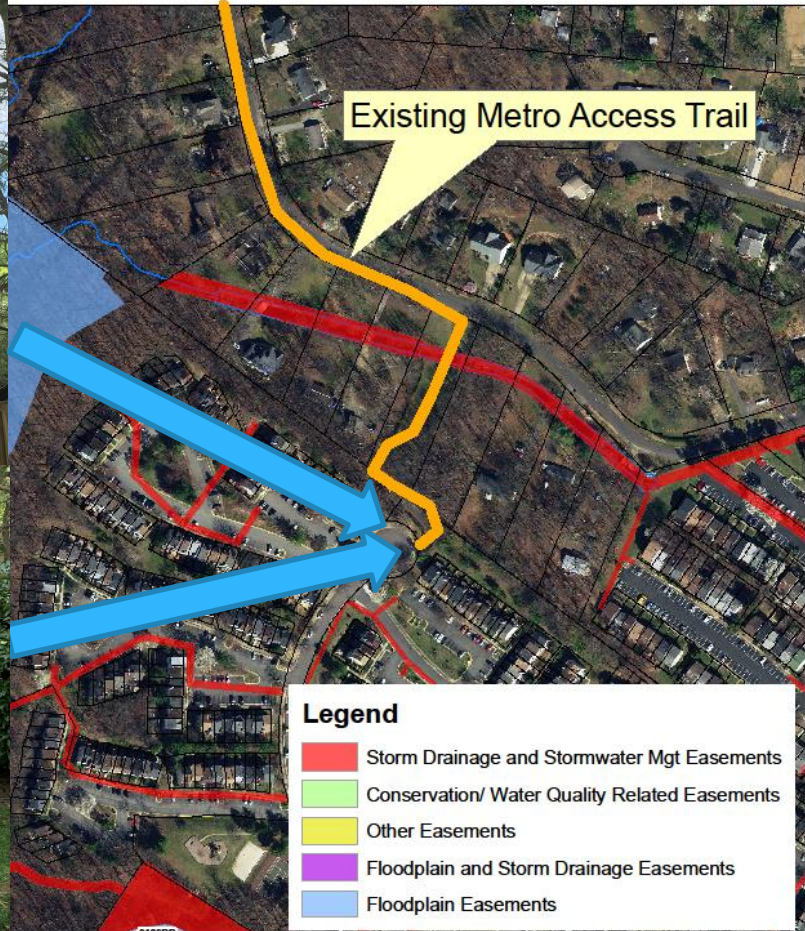 Existing Metro Access Trail
Legend
Storm Drainage and Stormwater Mgt Easements
Conservation/ Water Quality Related Easements
Other Easements
Floodplain and Storm Drainage Easements
Floodplain Easements